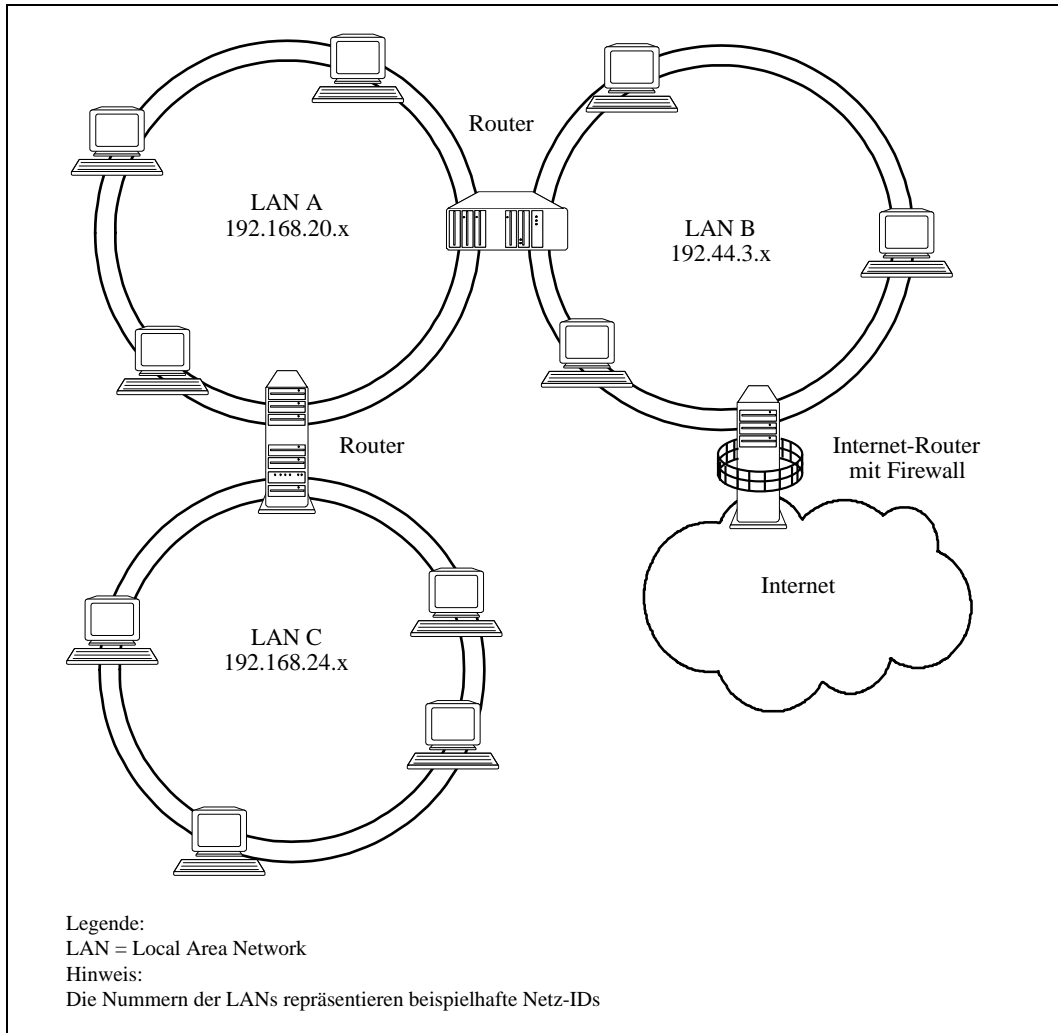 Router
LAN A
192.168.20.x
LAN B
192.44.3.x
Router
Internet-Router
mit Firewall
Internet
LAN C
192.168.24.x
Legende:
LAN = Local Area Network
Hinweis:
Die Nummern der LANs repräsentieren beispielhafte Netz-IDs